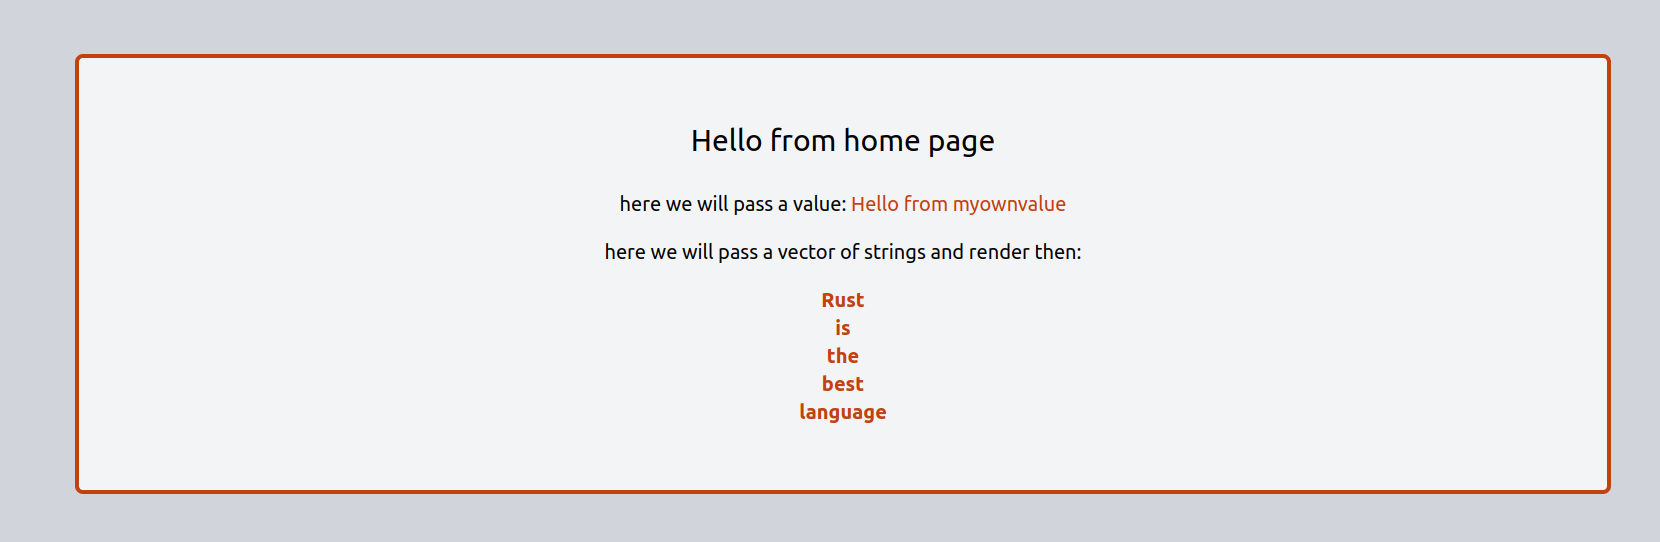 Hello from home page
here we will pass a value: Hello from myownvalue
here we will pass a vector of strings and render then:
Rust
is
the
best
language